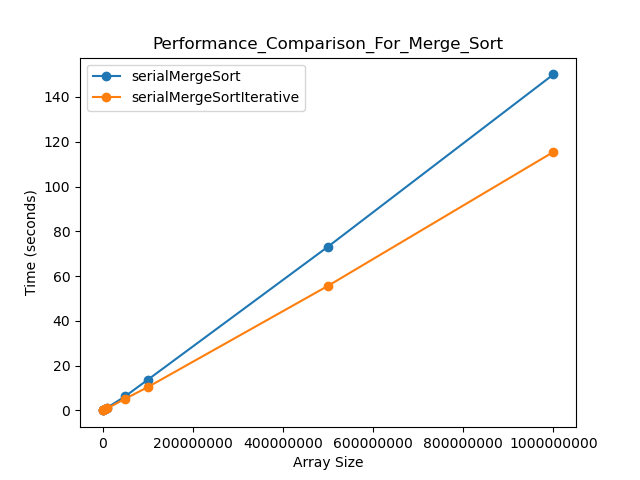 Performance_Comparison_For_Merge_Sort
serialMergeSort
serialMergeSortIterative
Time (seconds)
140
120
100
80
60
40
20
0
0 200000000 400000000 600000000 800000000 1000000000
Array Size